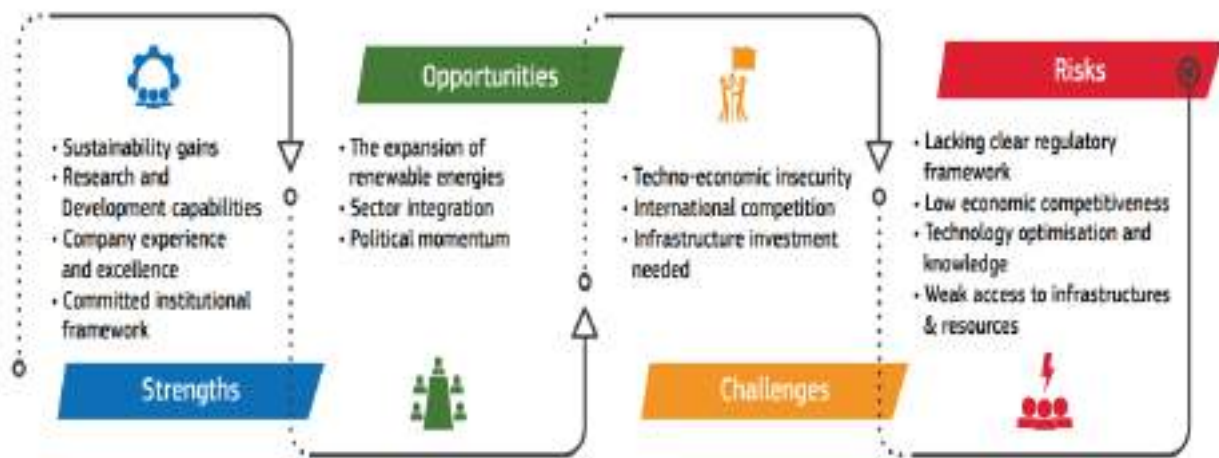 • Sustainability gains
• Research and
Development capabilities
• Company experience
and excellence
• Committed institutional
framework
Strengths
Opportunities
• The expansion of
renewable energies
• Sector integration
• Political momentum
• Techno-economic insecurity
• International competition
• Infrastructure investment
needed
Challenges
Risks
• Lacking clear regulatory
framework
• Low economic competitiveness
• Technology optimisation and
knowledge
• Weak access to infrastructures
& resources